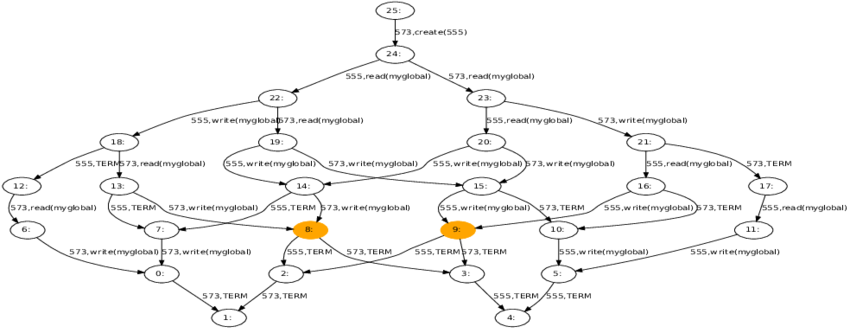 25:
573,create(555)
24:
555,read(myglobal) 573,read(myglobal)
22: 23:
555,write(myglobal) 573,read(myglobal) 555,read(myglobal) 573,write(myglobal)
18: 19: 20: 21:
555,TERM 573,read(myglobal) 555,write(myglobal) 573,write(myglobal) 555,write(myglobal) 573,write(myglobal) 555,read(myglobal) 573,TERM
12: 13: 14: 15: 16: 17:
573,read(myglobal) 555,TERM 573,write(myglobal) 555,TERM 573,write(myglobal) 555,write(myglobal) 573,TERM 555,write(myglobal) 573,TERM 555,read(myglobal)
6: 7: 8: 9: 10: 11:
573,write(myglobal) 573,write(myglobal) 555,TERM 573,TERM 555,TERM 573,TERM 555,write(myglobal) 555,write(myglobal)
0: 2: 3: 5:
573,TERM 573,TERM 555,TERM 555,TERM
1: 4: